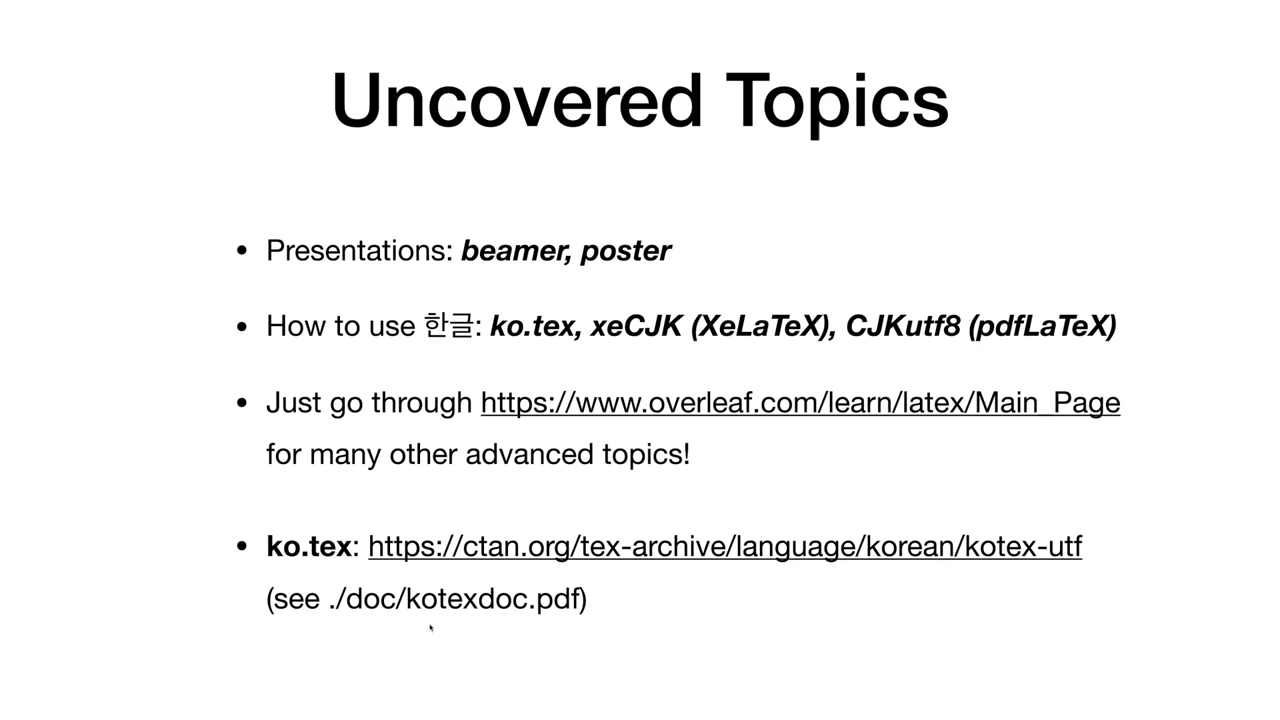 Uncovered Topics
• Presentations: beamer, poster
• How to use 한글: ko.tex, xeCJK (XeLaTeX), CJKutf8 (pdfLaTeX)
• Just go through https://www.overleaf.com/learn/latex/Main_Page
for many other advanced topics!
• ko.tex: https://ctan.org/tex-archive/language/korean/kotex-utf
(see ./doc/kotexdoc.pdf)